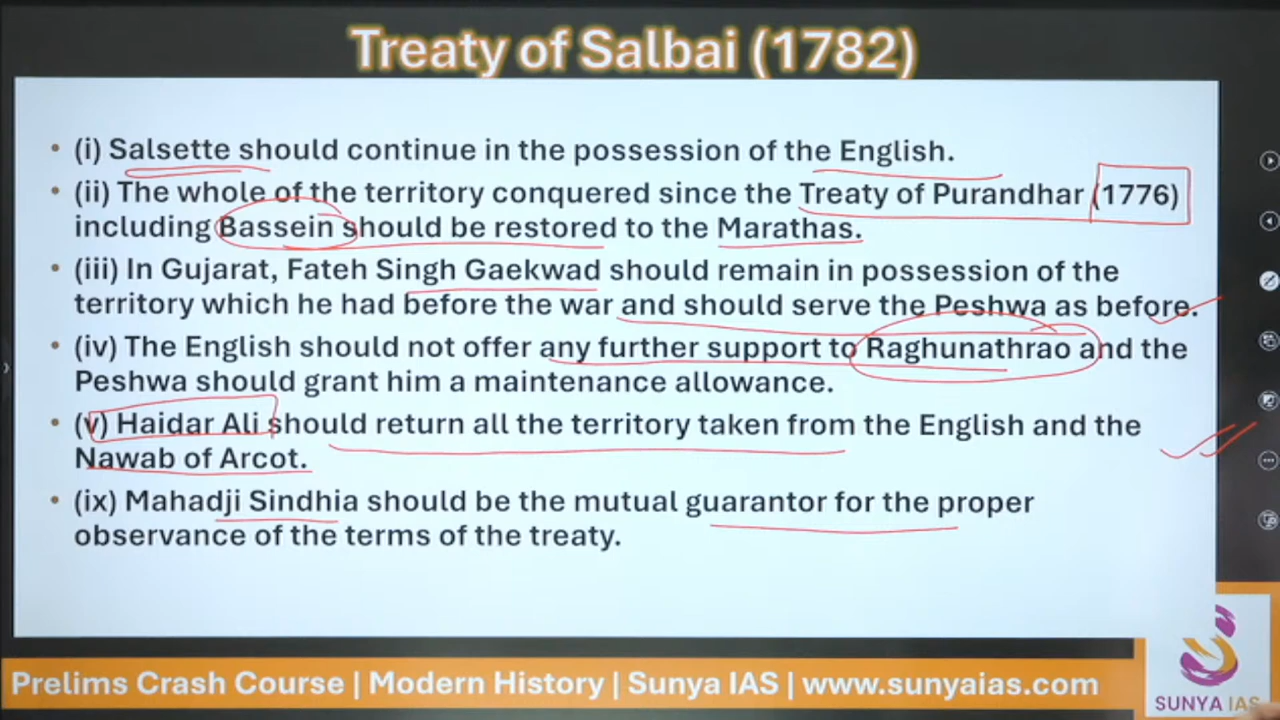 Treaty of Salbai (1782)
• (i) Salsette should continue in the possession of the English.
• (ii) The whole of the territory conquered since the Treaty of Purandhar (1776)
including Bassein should be restored to the Marathas.
• (iii) In Gujarat, Fateh Singh Gaekwad should remain in possession of the
territory which he had before the war and should serve the Peshwa as before.
• (iv) The English should not offer any further support to Raghunathrao and the
Peshwa should grant him a maintenance allowance.
• (v) Haidar Ali should return all the territory taken from the English and the
Nawab of Arcot.
• (ix) Mahadji Sindhia should be the mutual guarantor for the proper
observance of the terms of the treaty.
Prelims Crash Course | Modern History | Sunya IAS | www.sunyaias.com
SUNYA IAS